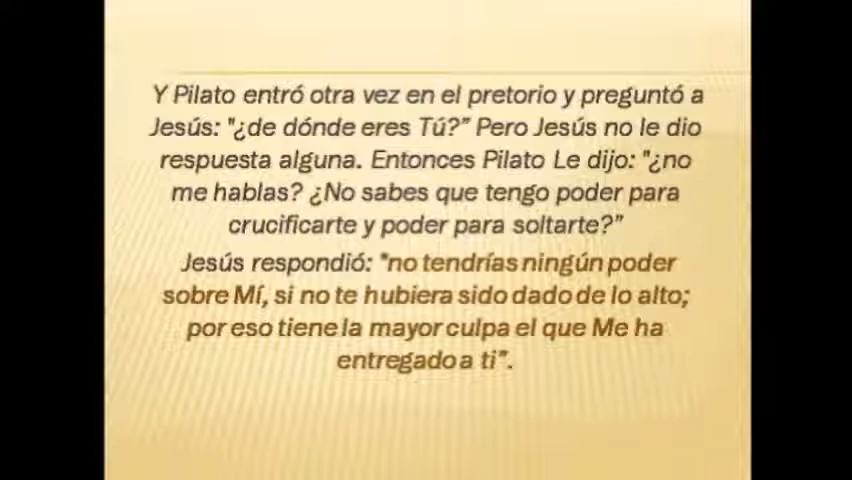 Y Pilato entró otra vez en el pretorio y preguntó a
Jesús: "¿de dónde eres Tú?” Pero Jesús no le dio
respuesta alguna. Entonces Pilato Le dijo: "¿no
me hablas? ¿No sabes que tengo poder para
crucificarte y poder para soltarte?”
Jesús respondió: "no tendrías ningún poder
sobre Mí, si no te hubiera sido dado de lo alto;
por eso tiene la mayor culpa el que Me ha
entregado a ti”.